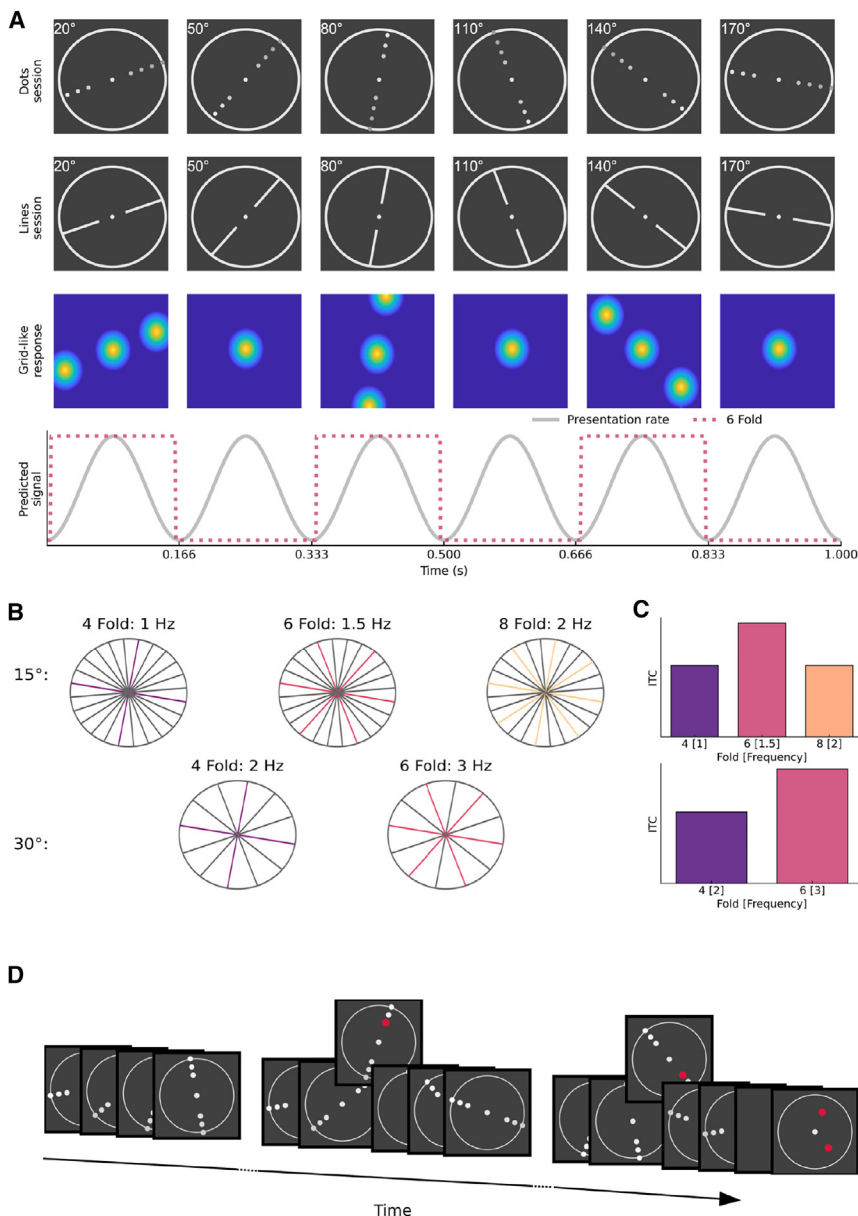 A
Dots session
20°
50°
80°
110°
140°
170°
Lines session
20°
50°
80°
110°
140°
170°
Grid-like response
Presentation rate
6 Fold
Predicted signal
0.166
0.333
0.500
0.666
0.833
1.000
Time (s)
B
4 Fold: 1 Hz
6 Fold: 1.5 Hz
8 Fold: 2 Hz
15°:
4 Fold: 2 Hz
6 Fold: 3 Hz
30°:
C
ITC
4 [1]
6 [1.5]
8 [2]
Fold [Frequency]
ITC
4 [2]
6 [3]
Fold [Frequency]
D
Time